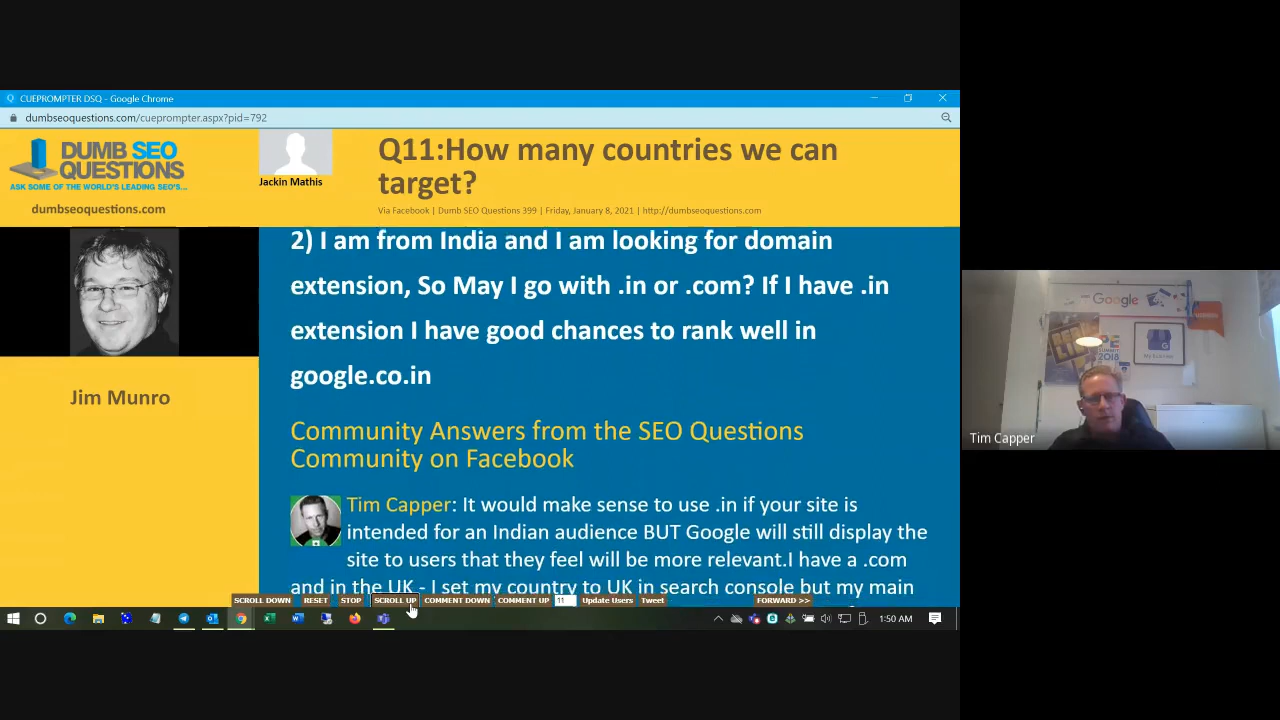 CUEPROMPTER DSQ - Google Chrome
dumbseoquestions.com/cueprompter.aspx?pid=792
DUMB SEO
QUESTIONS
ASK SOME OF THE WORLD'S LEADING SEO'S...
dumbseoquestions.com
Jackin Mathis
Q11:How many countries we can
target?
Via Facebook | Dumb SEO Questions 399 | Friday, January 8, 2021 | http://dumbseoquestions.com
Jim Munro
2) I am from India and I am looking for domain
extension, So May I go with .in or .com? If I have .in
extension I have good chances to rank well in
google.co.in
Community Answers from the SEO Questions
Community on Facebook
Tim Capper: It would make sense to use .in if your site is
intended for an Indian audience BUT Google will still display the
site to users that they feel will be more relevant.I have a .com
and in the UK - I set my country to UK in search console but my main
SCROLL DOWN RESET STOP SCROLL UP COMMENT DOWN COMMENT UP 11 Update Users Tweet FORWARD >>
1:50 AM
Google
2018
Tim Capper